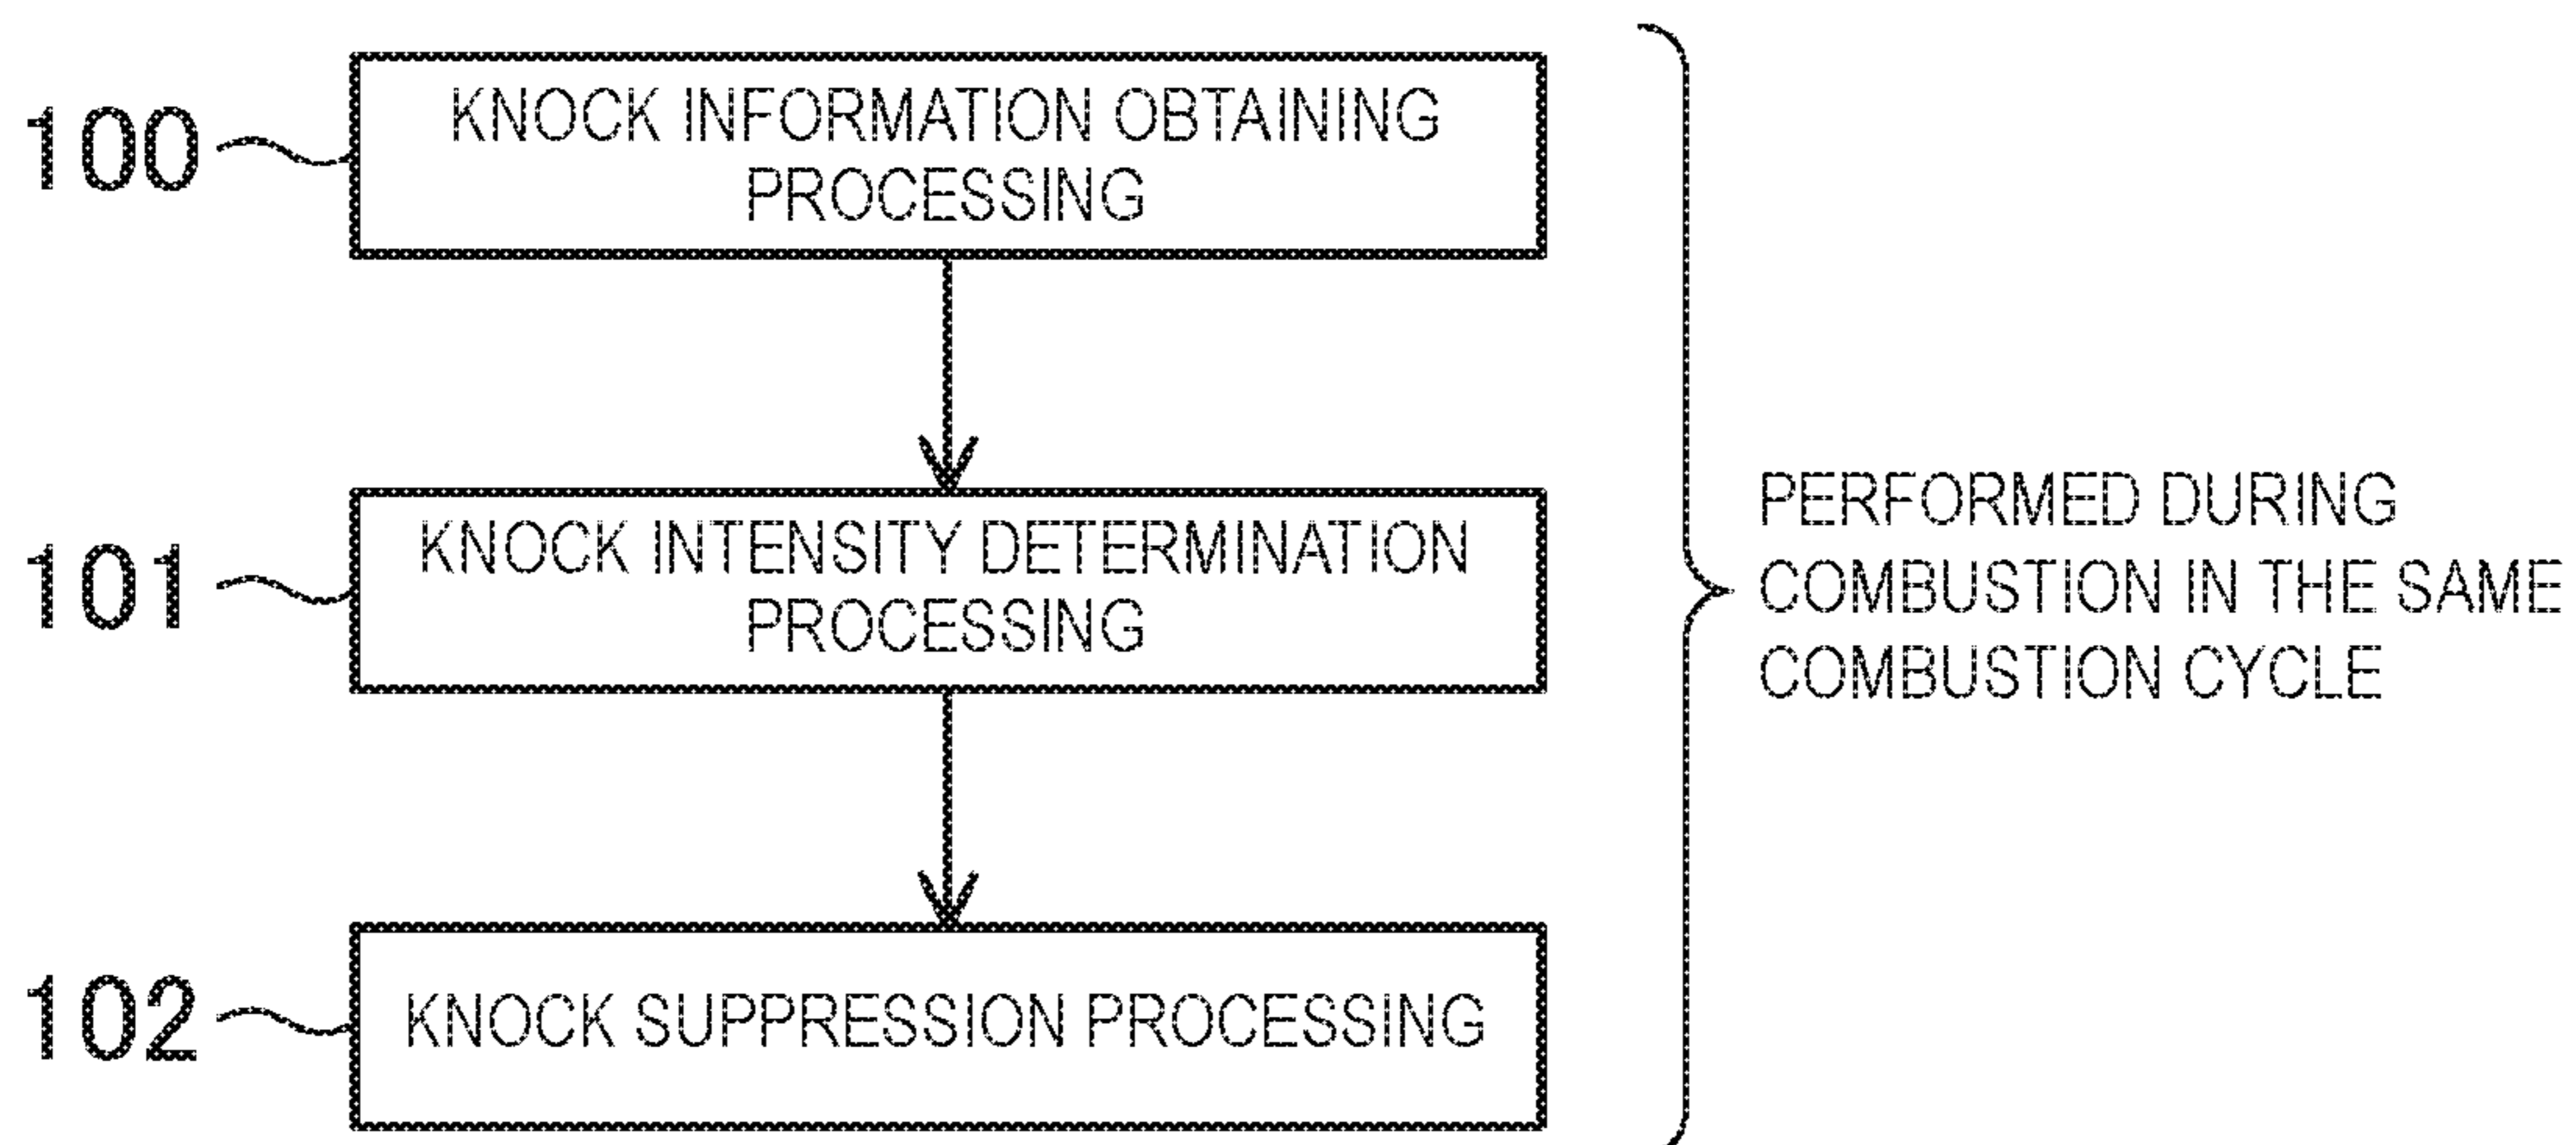 100
KNOCK INFORMATION OBTAINING
PROCESSING
101
KNOCK INTENSITY DETERMINATION
PROCESSING
102
KNOCK SUPPRESSION PROCESSING
PERFORMED DURING
COMBUSTION IN THE SAME
COMBUSTION CYCLE